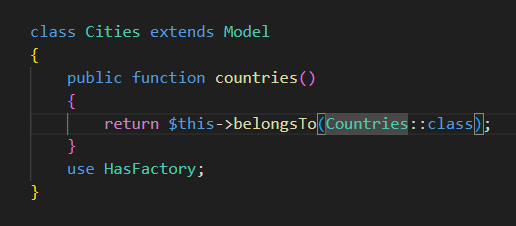 class Cities extends Model
{
public function countries()
{
return $this->belongsTo(Countries::class);
}
use HasFactory;
}